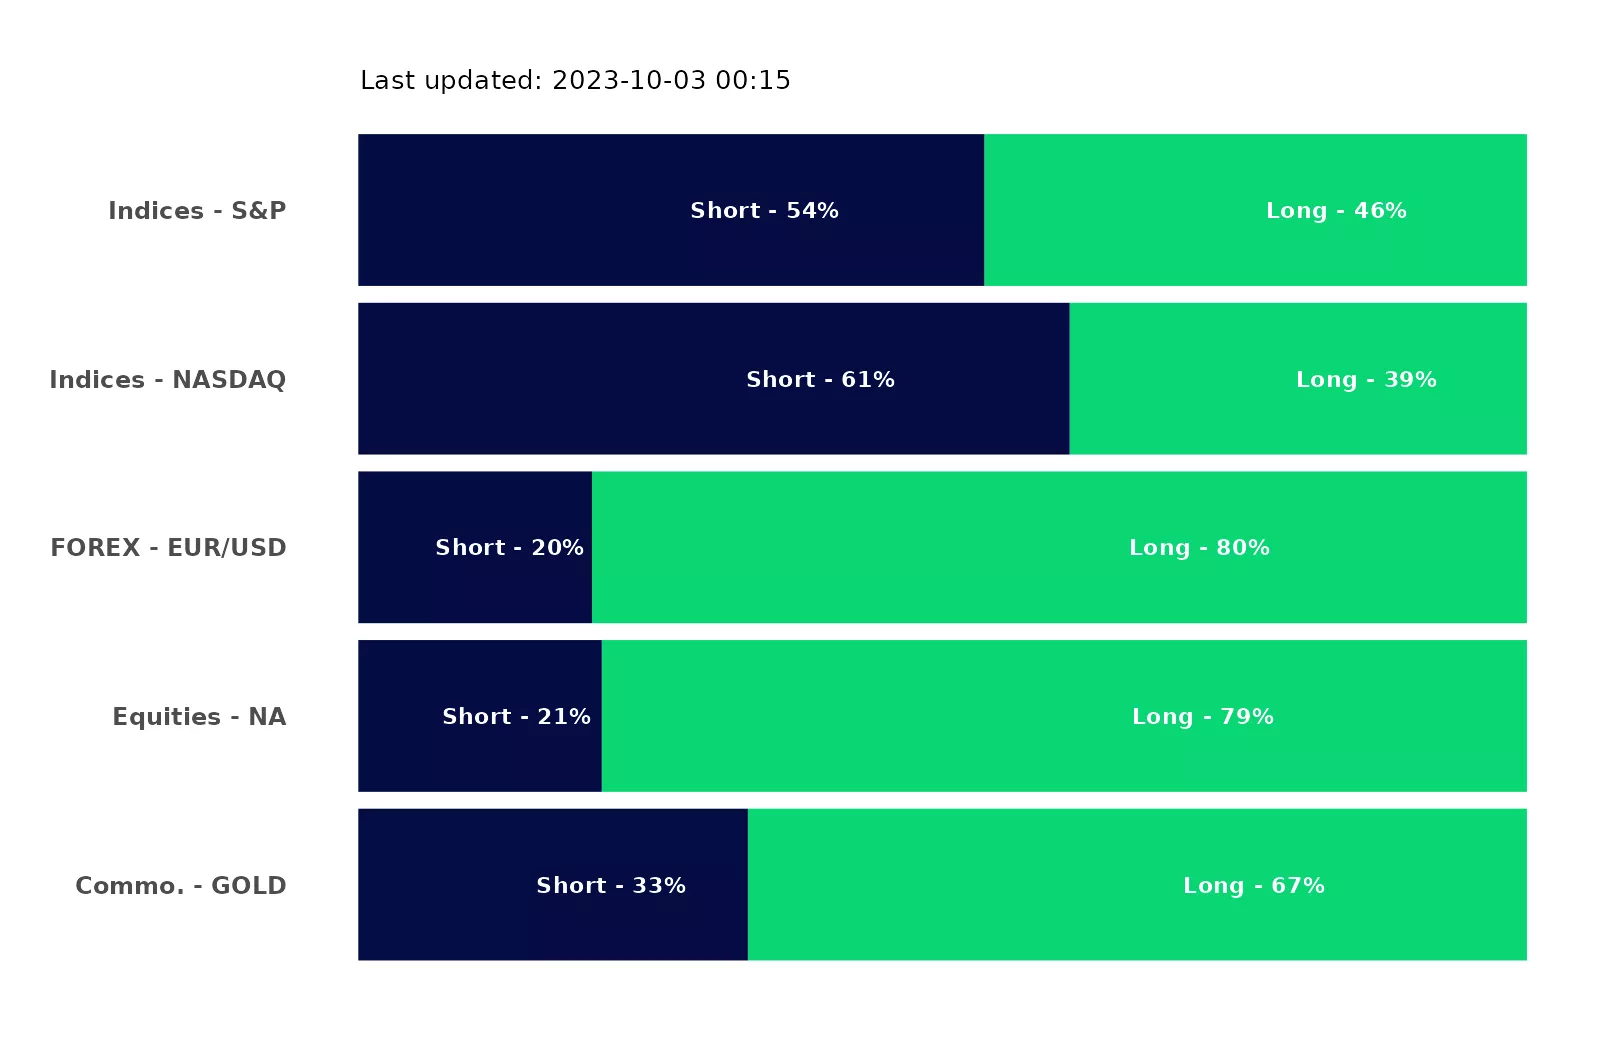 Last updated: 2023-10-03 00:15
Indices - S&P Short - 54% Long - 46%
Indices - NASDAQ Short - 61% Long - 39%
FOREX - EUR/USD Short - 20% Long - 80%
Equities - NA Short - 21% Long - 79%
Commo. - GOLD Short - 33% Long - 67%